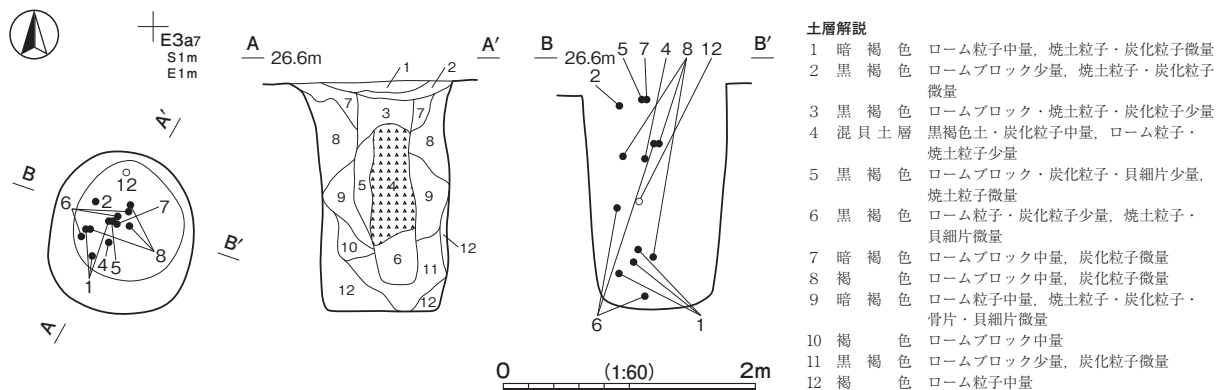 E3a7
S1m
E1m
A′
B
12
2
6
7
B′
8
4 5
1
A
A
26.6m
A′
1
2
7
3
7
8
8
5
4
9
9
10
6
11
12
12
12
B
26.6m
5 7 4 8 12
B′
2
6
1
0 (1:60) 2m
土層解説
1 暗褐色 ローム粒子中量，焼土粒子・炭化粒子微量
2 黒褐色 ロームブロック少量，焼土粒子・炭化粒子
微量
3 黒褐色 ロームブロック・焼土粒子・炭化粒子少量
4 混貝土層 黒褐色土・炭化粒子中量，ローム粒子・
焼土粒子少量
5 黒褐色 ロームブロック・炭化粒子・貝細片少量，
焼土粒子微量
6 黒褐色 ローム粒子・炭化粒子少量，焼土粒子・
貝細片微量
7 暗褐色 ロームブロック中量，炭化粒子微量
8 褐色 ロームブロック中量，炭化粒子微量
9 暗褐色 ローム粒子中量，焼土粒子・炭化粒子・
骨片・貝細片微量
10 褐色 ロームブロック中量
11 黒褐色 ロームブロック少量，炭化粒子微量
12 褐色 ローム粒子中量